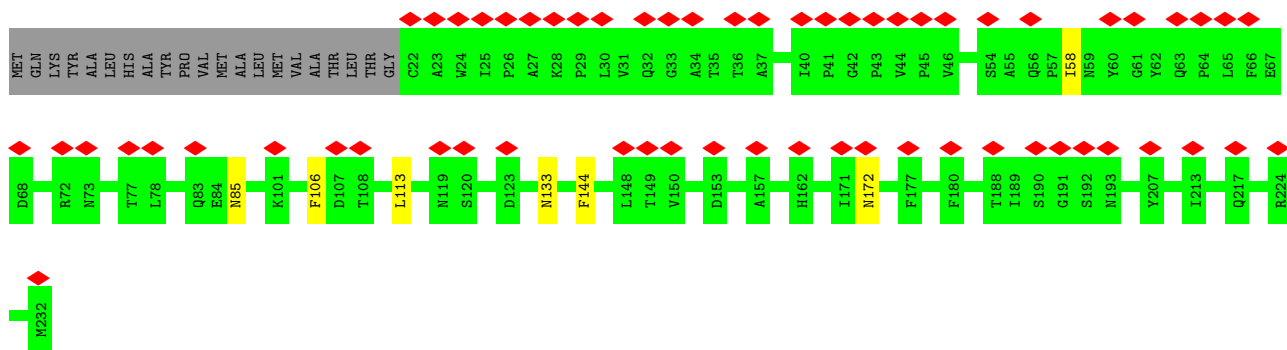 MET GLN LYS TYR ALA LEU HIS ALA TYR PRO VAL MET ALA LEU MET VAL ALA THR LEU THR GLY C22 A23 W24 I25 P26 A27 K28 P29 L30 V31 Q32 G33 A34 T35 T36 A37 I40 P41 G42 P43 V44 P45 V46 S54 A55 Q56 P57 I58 N59 Y60 G61 Y62 Q63 P64 L65 F66 E67
D68 R72 N73 T77 L78 Q83 E84 N85 K101 F106 D107 T108 L113 N119 S120 D123 N133 F144 L148 T149 V150 D153 A157 H162 I171 N172 F177 F180 T188 I189 S190 G191 S192 N193 Y207 I213 Q217 R224
M232